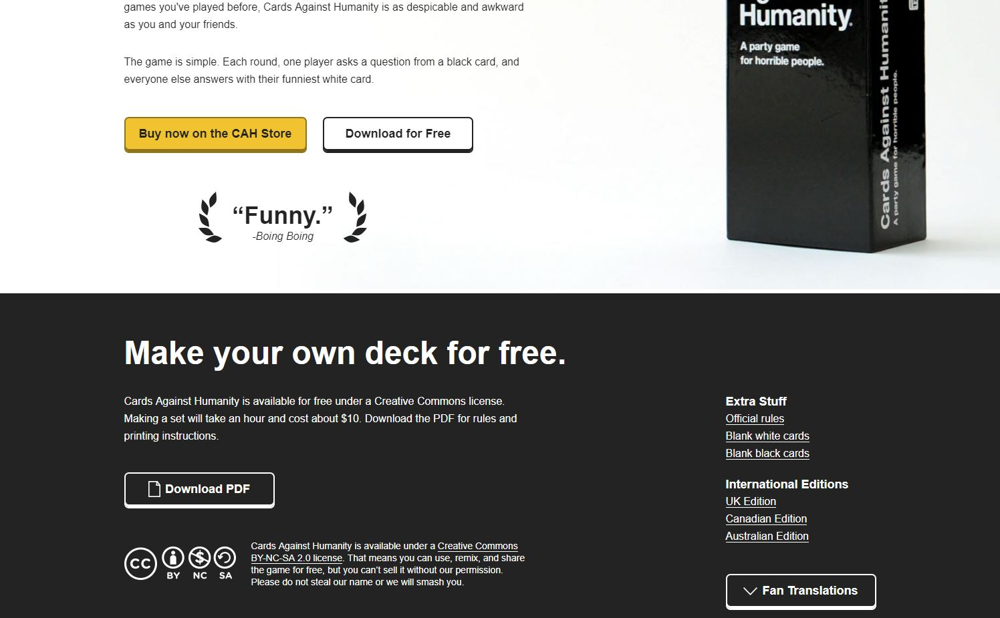 games you've played before, Cards Against Humanity is as despicable and awkward
as you and your friends.
The game is simple. Each round, one player asks a question from a black card, and
everyone else answers with their funniest white card.
Buy now on the CAH Store
Download for Free
“Funny.”
-Boing Boing
Humanity.
A party game
for horrible people.
Cards Against Humanity
A party game for horrible people.
Make your own deck for free.
Cards Against Humanity is available for free under a Creative Commons license.
Making a set will take an hour and cost about $10. Download the PDF for rules and
printing instructions.
Download PDF
CC
BY NC SA
Cards Against Humanity is available under a Creative Commons
BY-NC-SA 2.0 license. That means you can use, remix, and share
the game for free, but you can’t sell it without our permission.
Please do not steal our name or we will smash you.
Extra Stuff
Official rules
Blank white cards
Blank black cards
International Editions
UK Edition
Canadian Edition
Australian Edition
Fan Translations